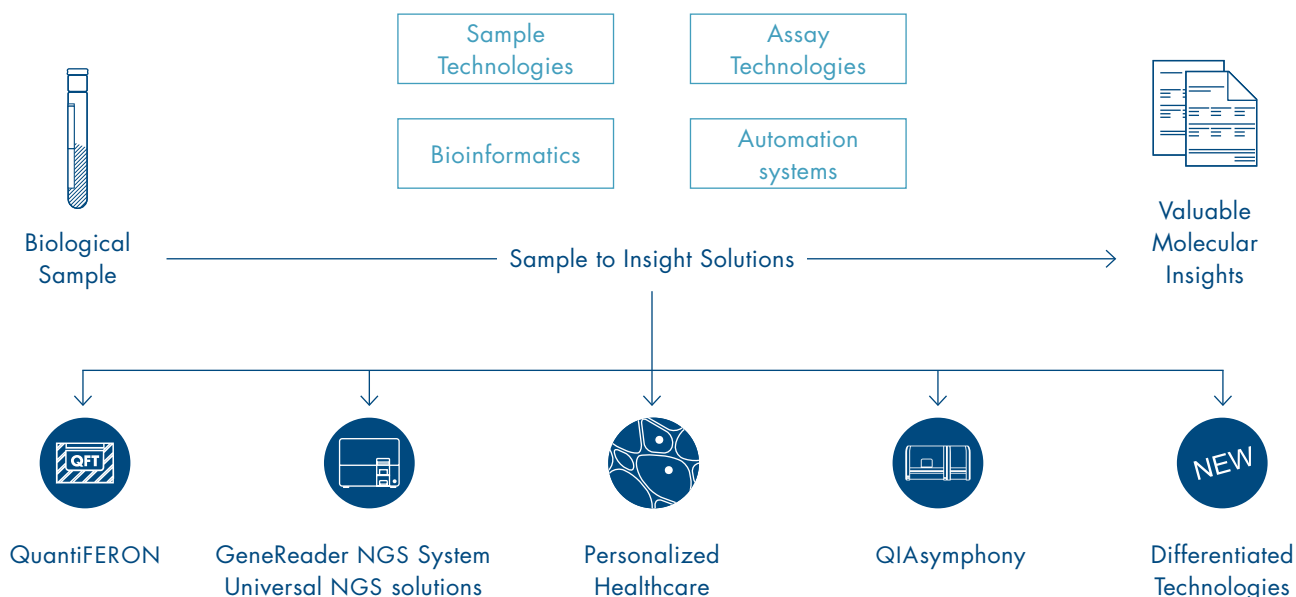 Sample
Technologies
Assay
Technologies
Bioinformatics
Automation
systems
Biological
Sample
Sample to Insight Solutions
Valuable
Molecular
Insights
QFT
NEW
QuantiFERON
GeneReader NGS System
Universal NGS solutions
Personalized
Healthcare
QIAsymphony
Differentiated
Technologies